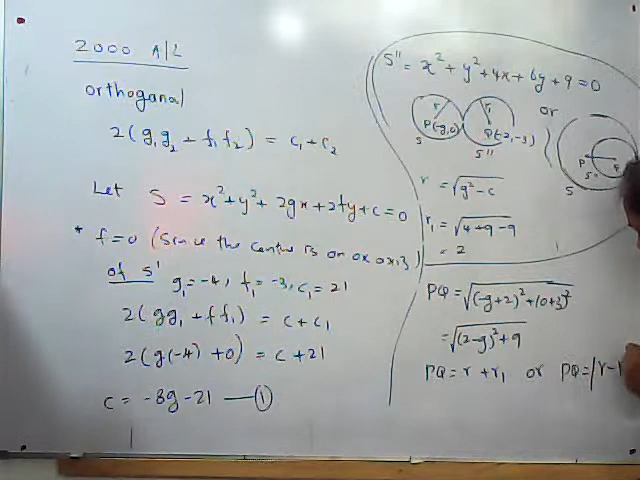 2000 A/L
orthoganal
2(g₁g₂ + f₁f₂) = c₁ + c₂
Let S = x² + y² + 2gx + 2fy + c = 0
* f = 0 (Since the centre is on ox axis)
of S' g₁ = -4, f₁ = -3, c₁ = 21
2(gg₁ + ff₁) = c + c₁
2(g(-4) + 0) = c + 21
c = -8g - 21 — ①
S'' = x² + y² + 4x + 6y + 9 = 0
r r or
P(-g,0) Q(-2,-3) P
S S'' S'' S
r = √g² - c
r₁ = √4 + 9 - 9
= 2
PQ = √(-g+2)² + (0+3)²
= √(2-g)² + 9
PQ = r + r₁ or PQ = |r -